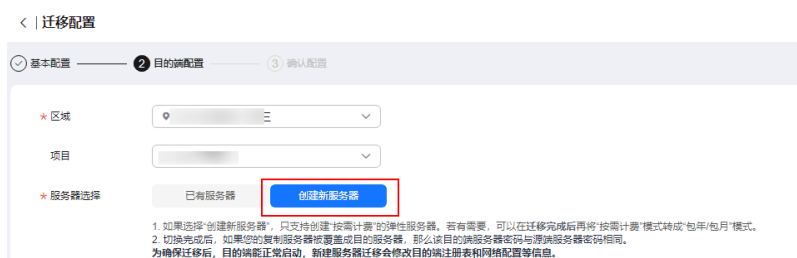 迁移配置
基本配置 2 目的端配置 3 确认配置
* 区域
项目
* 服务器选择 已有服务器 创建新服务器
1. 如果选择“创建新服务器”，只支持创建“按需计费”的弹性服务器。若有需要，可以在迁移完成后再将“按需计费”模式转成“包年/包月”模式。
2. 切换完成后，如果您的复制服务器被覆盖成目的服务器，那么该目的端服务器密码与源端服务器密码相同。
为确保迁移后，目的端能正常启动，新建服务器迁移会修改目的端注册表和网络配置等信息。